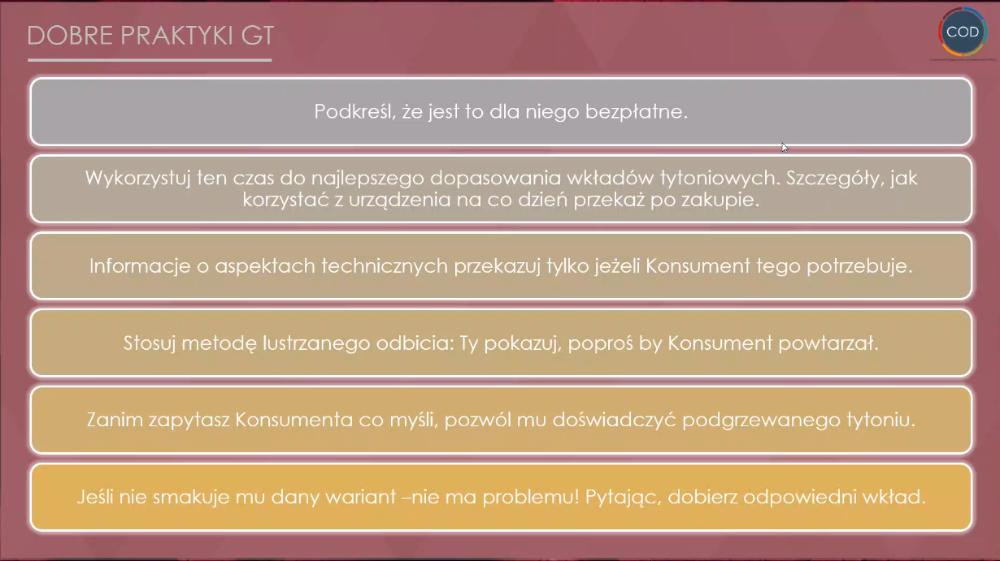 DOBRE PRAKTYKI GT
COD
Podkreśl, że jest to dla niego bezpłatne.
Wykorzystuj ten czas do najlepszego dopasowania wkładów tytoniowych. Szczegóły, jak
korzystać z urządzenia na co dzień przekaż po zakupie.
Informacje o aspektach technicznych przekazuj tylko jeżeli Konsument tego potrzebuje.
Stosuj metodę lustrzanego odbicia: Ty pokazuj, poproś by Konsument powtarzał.
Zanim zapytasz Konsumenta co myśli, pozwól mu doświadczyć podgrzewanego tytoniu.
Jeśli nie smakuje mu dany wariant –nie ma problemu! Pytając, dobierz odpowiedni wkład.